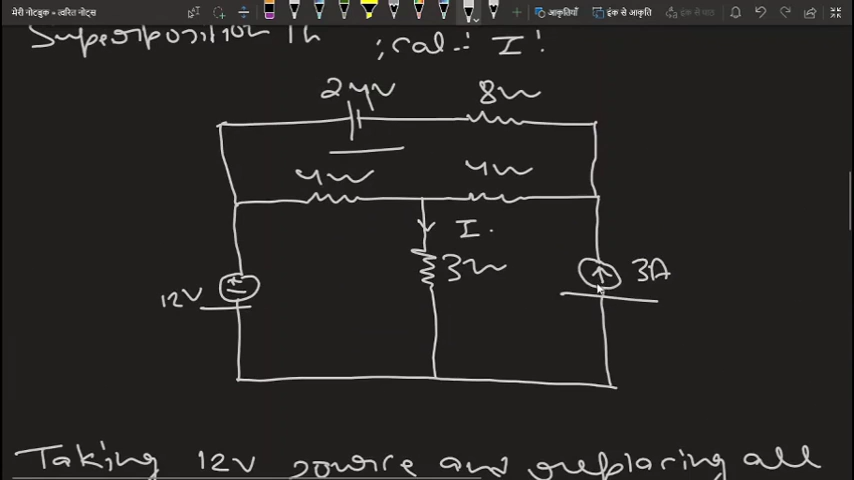 मेरी नोटबुक » त्वरित नोट्स
आकृतियाँ
इंक से आकृति
इंक से पाठ
Superposition Th ; cal-: I!
24V 8Ω
4Ω 4Ω
I.
12V 3Ω 3A
Taking 12V source and replacing all